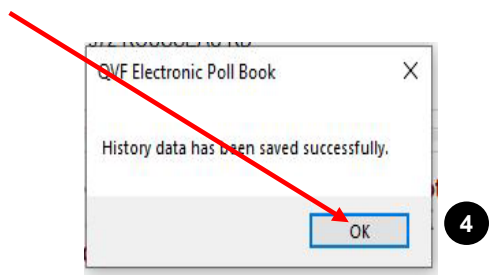 QVF Electronic Poll Book X
History data has been saved successfully.
OK
4